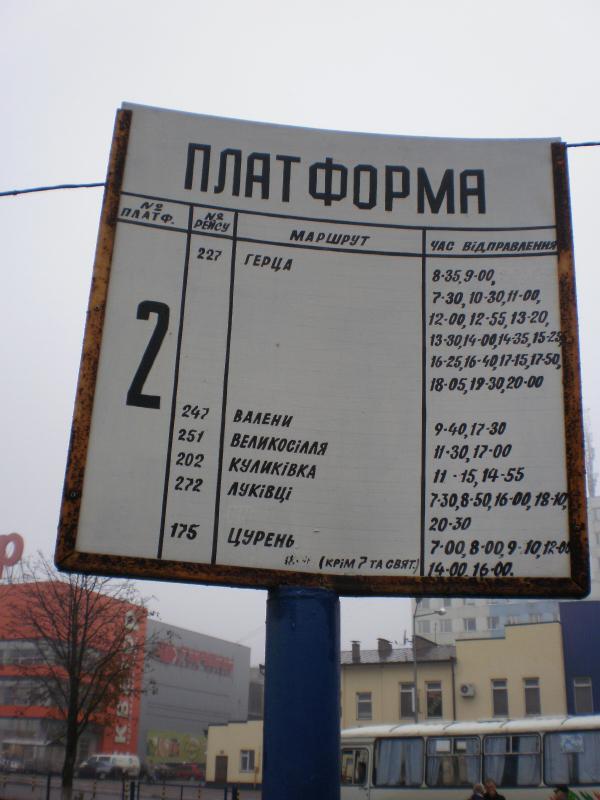 ПЛАТФОРМА
№ ПЛАТФ. № РЕЙСУ МАРШРУТ ЧАС ВІДПРАВЛЕННЯ
2
227 ГЕРЦА 8-35, 9-00,
7-30, 10-30, 11-00,
12-00, 12-55, 13-20,
13-30, 14-00, 14-35, 15-25
16-25, 16-40, 17-15, 17-50,
18-05, 19-30, 20-00
247 ВАЛЕНИ 9-40, 17-30
251 ВЕЛИКОСІЛЛЯ 11-30, 17-00
202 КУЛИКІВКА 11-15, 14-55
272 ЛУКІВЦІ 7-30, 8-50, 16-00, 18-10,
20-30
175 ЦУРЕНЬ 7-00, 8-00, 9-10, 12-00
(КРІМ 7 ТА СВЯТ.) 14-00, 16-00.